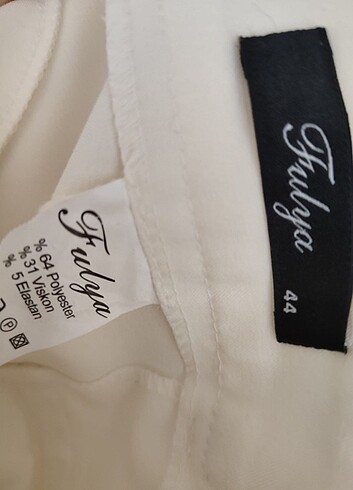 Fulya
% 64 Polyester
% 31 Viskon
% 5 Elastan
P
Fulya
44